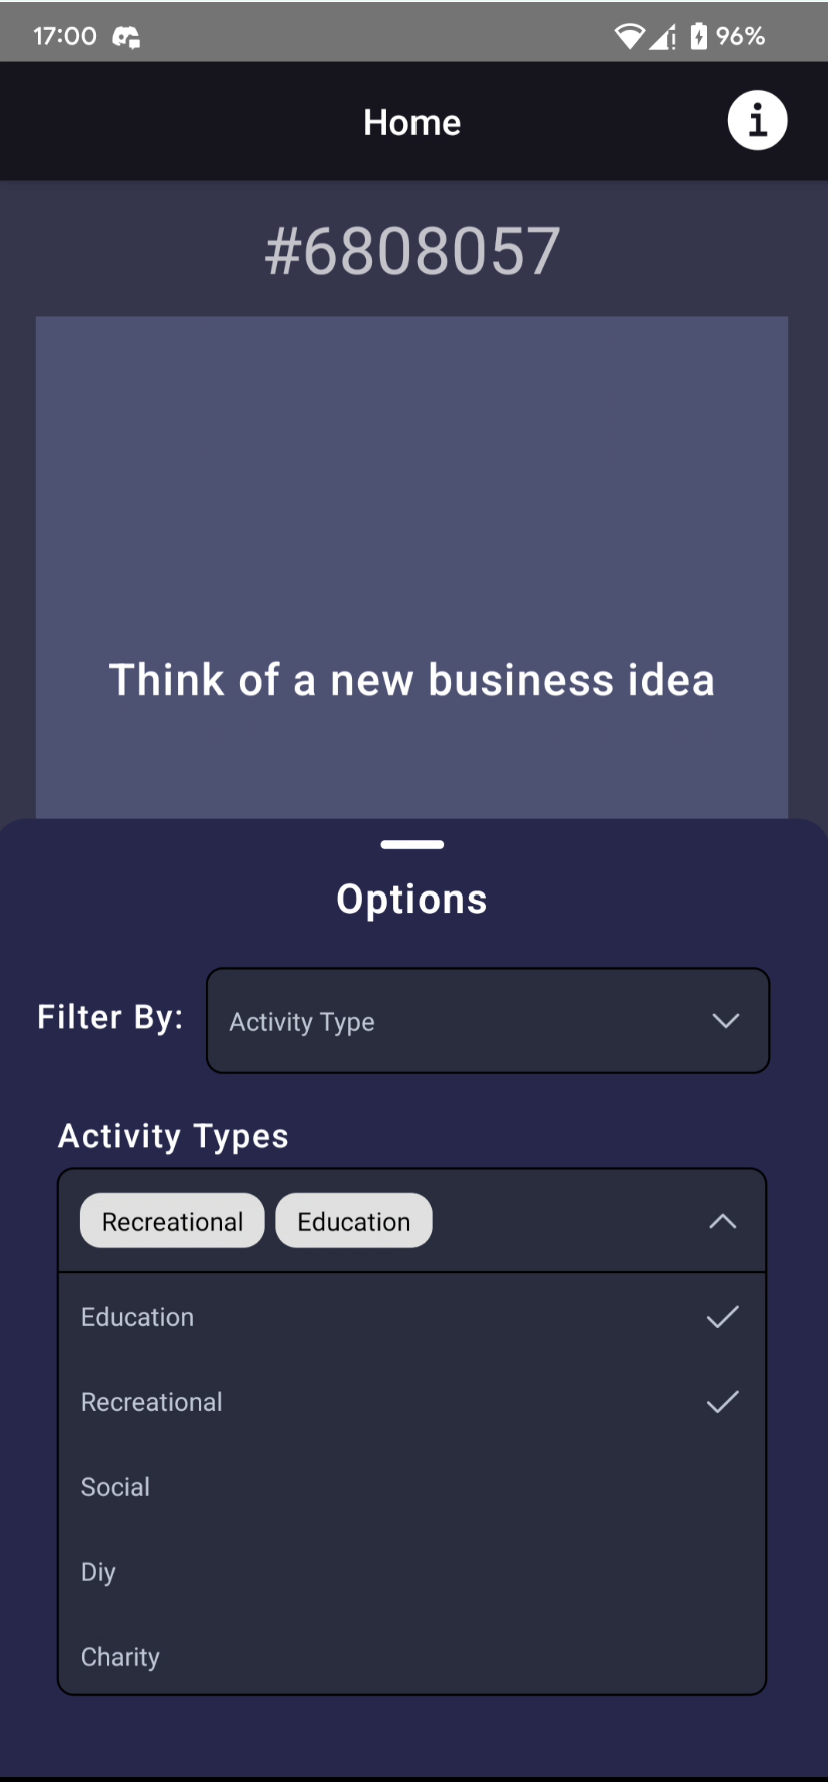 17:00 96%
Home
#6808057
Think of a new business idea
Options
Filter By: Activity Type
Activity Types
Recreational Education
Education
Recreational
Social
Diy
Charity